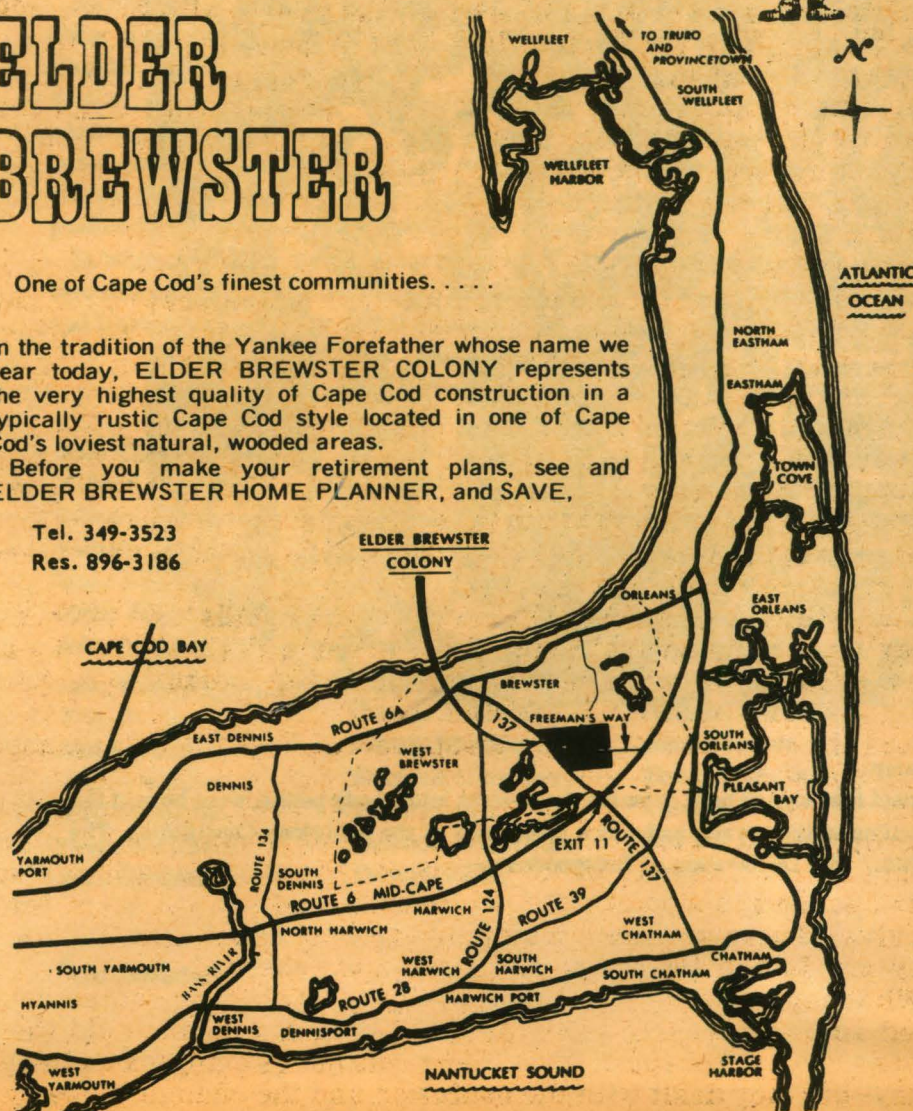 ELDER
BREWSTER
One of Cape Cod's finest communities. . . . .
n the tradition of the Yankee Forefather whose name we
ear today, ELDER BREWSTER COLONY represents
he very highest quality of Cape Cod construction in a
ypically rustic Cape Cod style located in one of Cape
Cod's loviest natural, wooded areas.
Before you make your retirement plans, see and
ELDER BREWSTER HOME PLANNER, and SAVE,
Tel. 349-3523
Res. 896-3186
ELDER BREWSTER
COLONY
N
WELLFLEET
TO TRURO
AND
PROVINCETOWN
SOUTH
WELLFLEET
WELLFLEET
HARBOR
ATLANTIC
OCEAN
NORTH
EASTHAM
EASTHAM
TOWN
COVE
ORLEANS
EAST
ORLEANS
CAPE COD BAY
BREWSTER
137
FREEMAN'S WAY
ROUTE 6A
EAST DENNIS
WEST
BREWSTER
SOUTH
ORLEANS
DENNIS
PLEASANT
BAY
EXIT 11
ROUTE 137
YARMOUTH
PORT
ROUTE 134
SOUTH
DENNIS
ROUTE 6 MID-CAPE
HARWICH
ROUTE 124
ROUTE 39
NORTH HARWICH
WEST
CHATHAM
SOUTH YARMOUTH
BASS RIVER
WEST
HARWICH
SOUTH
HARWICH
SOUTH CHATHAM
CHATHAM
HYANNIS
ROUTE 28
HARWICH PORT
WEST
DENNIS
DENNISPORT
WEST
YARMOUTH
NANTUCKET SOUND
STAGE
HARBOR